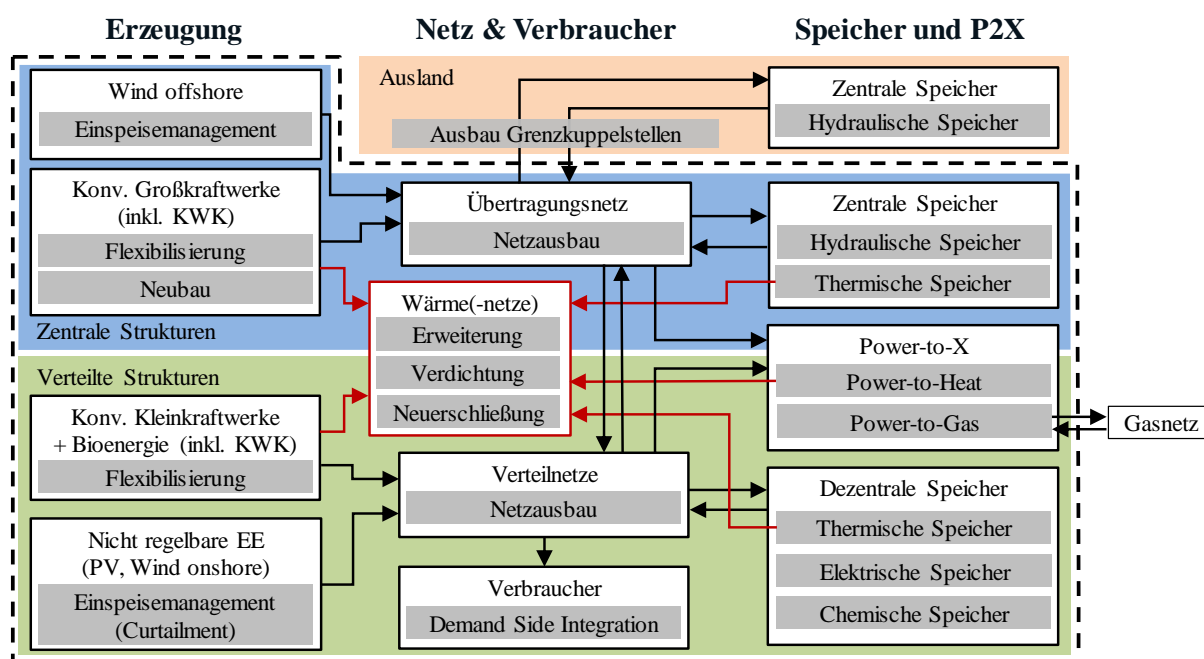 Erzeugung
Netz & Verbraucher
Speicher und P2X
Wind offshore
Einspeisemanagement
Konv. Großkraftwerke
(inkl. KWK)
Flexibilisierung
Neubau
Zentrale Strukturen
Verteilte Strukturen
Konv. Kleinkraftwerke
+ Bioenergie (inkl. KWK)
Flexibilisierung
Nicht regelbare EE
(PV, Wind onshore)
Einspeisemanagement
(Curtailment)
Ausland
Ausbau Grenzkuppelstellen
Übertragungsnetz
Netzausbau
Wärme(-netze)
Erweiterung
Verdichtung
Neuerschließung
Verteilnetze
Netzausbau
Verbraucher
Demand Side Integration
Zentrale Speicher
Hydraulische Speicher
Zentrale Speicher
Hydraulische Speicher
Thermische Speicher
Power-to-X
Power-to-Heat
Power-to-Gas
Gasnetz
Dezentrale Speicher
Thermische Speicher
Elektrische Speicher
Chemische Speicher